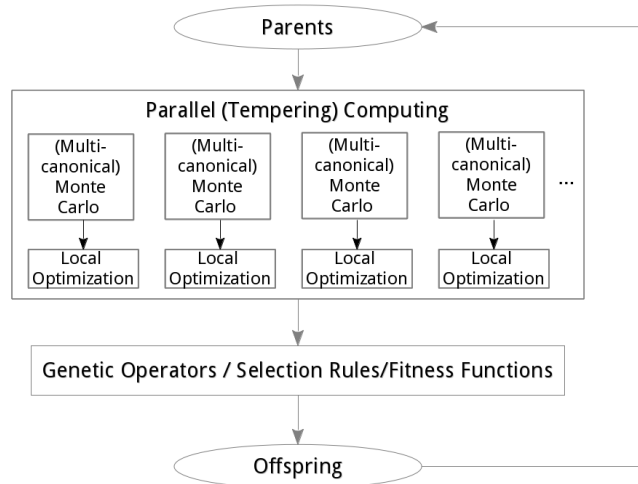 Parents
Parallel (Tempering) Computing
(Multi-
canonical)
Monte
Carlo
(Multi-
canonical)
Monte
Carlo
(Multi-
canonical)
Monte
Carlo
(Multi-
canonical)
Monte
Carlo
...
Local
Optimization
Local
Optimization
Local
Optimization
Local
Optimization
Genetic Operators / Selection Rules/Fitness Functions
Offspring